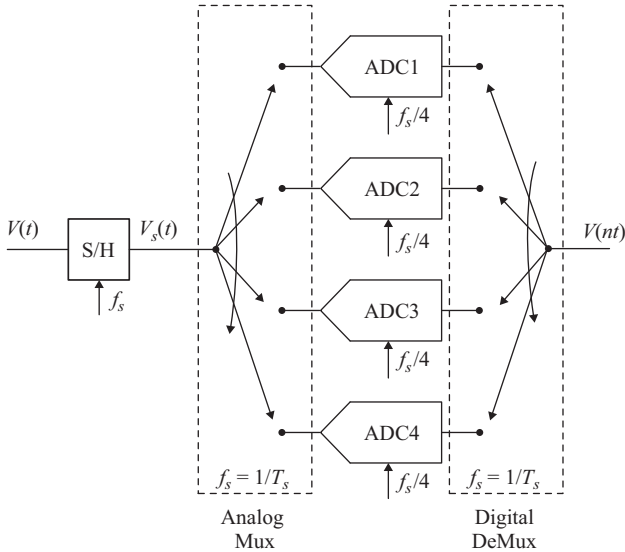 ADC1
f_s/4
ADC2
f_s/4
V(t)
S/H
V_s(t)
V(nt)
f_s
ADC3
f_s/4
ADC4
f_s/4
f_s = 1/T_s
f_s = 1/T_s
Analog
Mux
Digital
DeMux